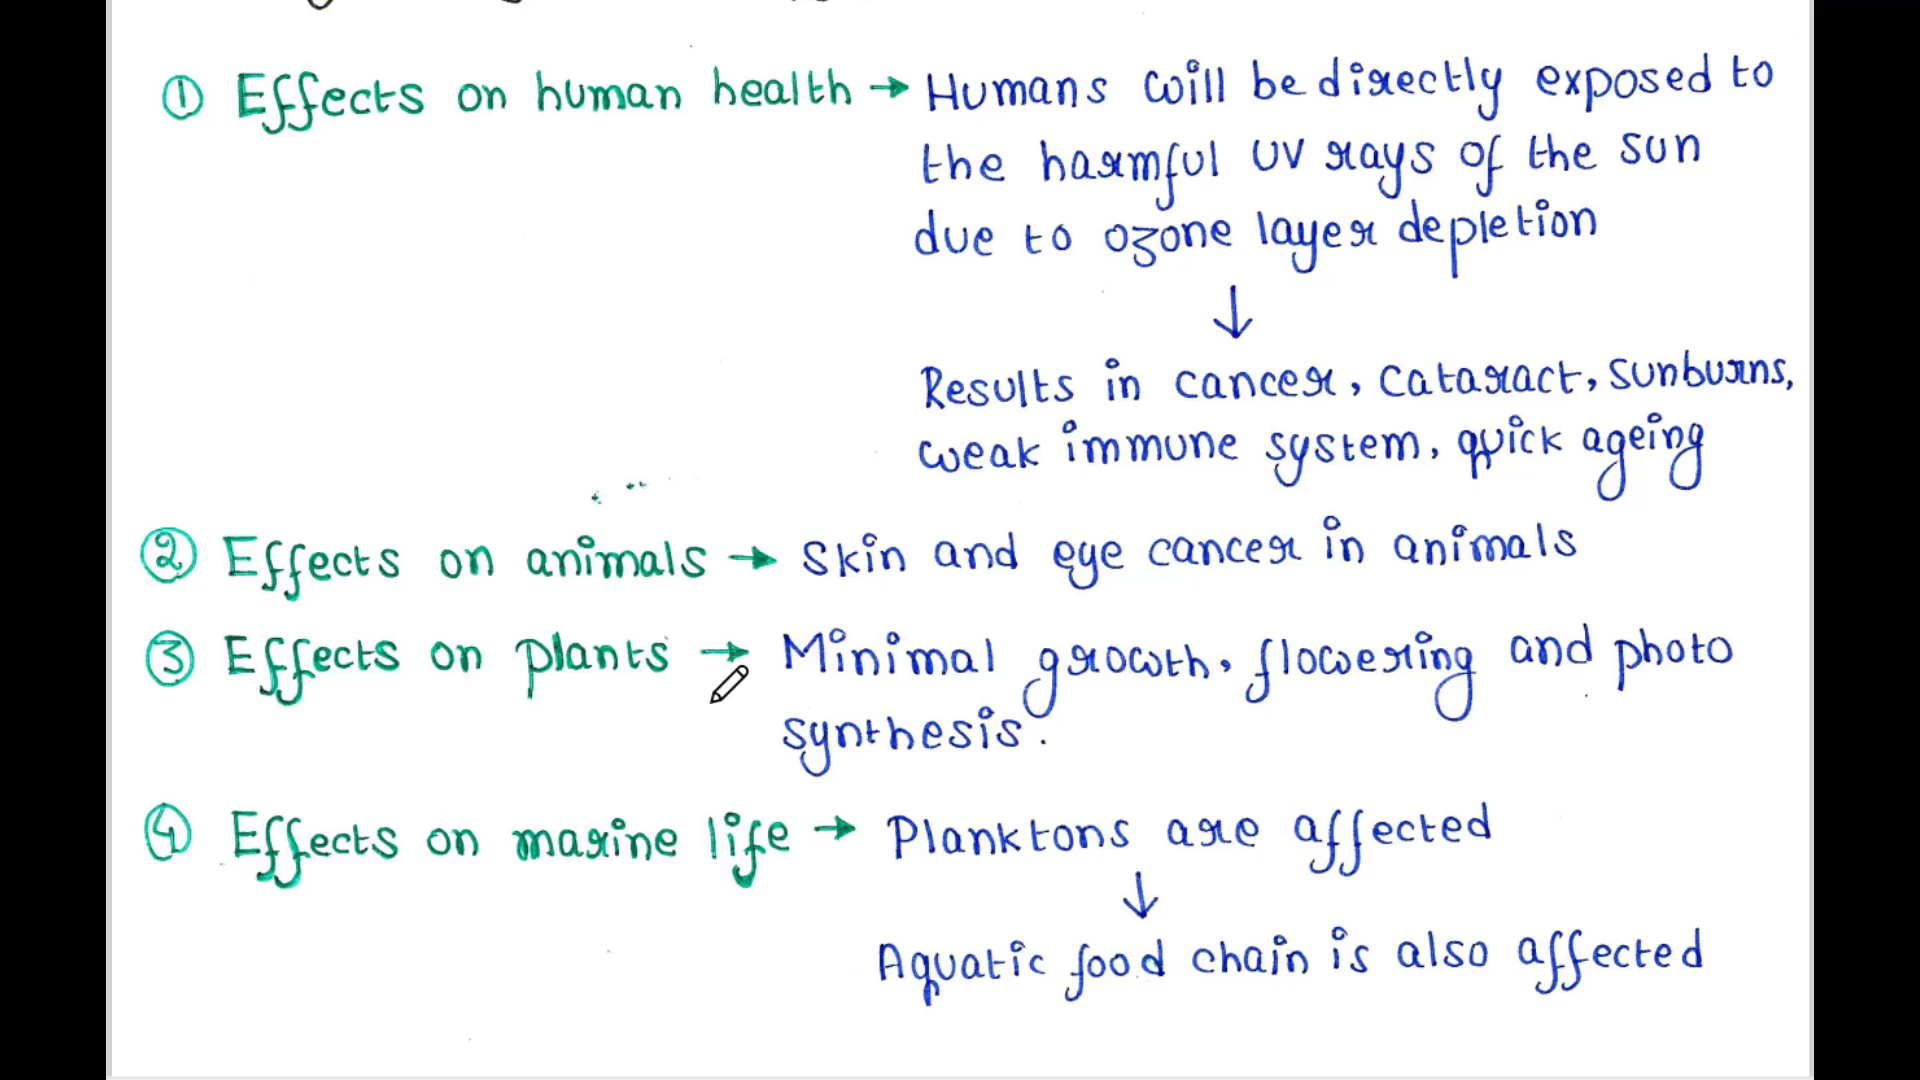 ① Effects on human health → Humans will be directly exposed to
the harmful UV rays of the sun
due to ozone layer depletion
↓
Results in cancer, cataract, sunburns,
weak immune system, quick ageing
② Effects on animals → Skin and eye cancer in animals
③ Effects on plants → Minimal growth, flowering and photo
synthesis.
④ Effects on marine life → Planktons are affected
↓
Aquatic food chain is also affected